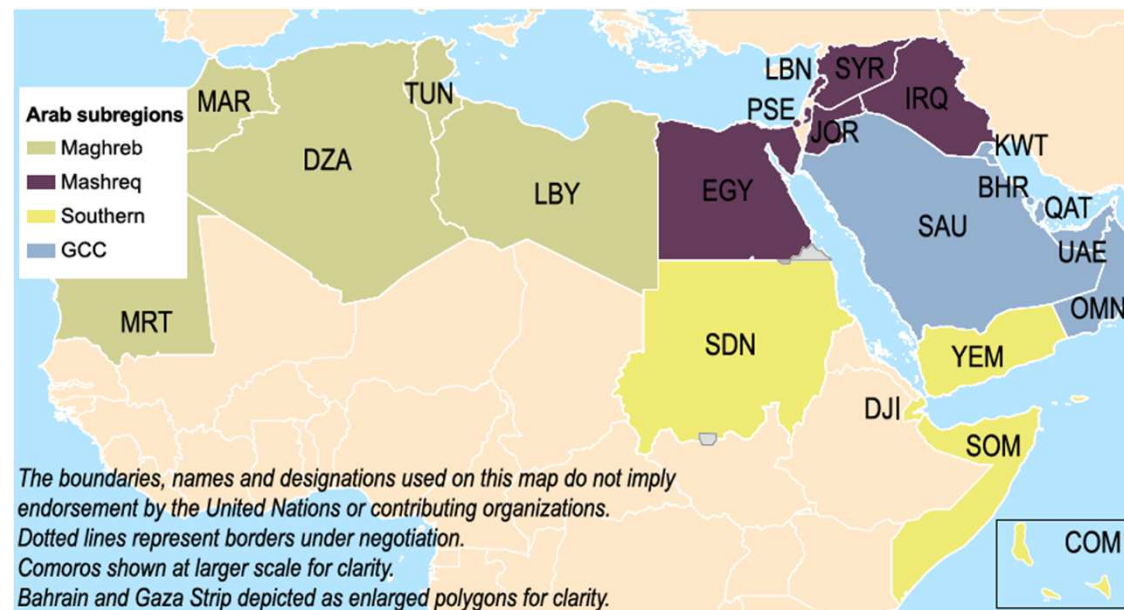 Arab subregions
Maghreb
Mashreq
Southern
GCC
MAR
TUN
DZA
LBY
MRT
LBN
SYR
PSE
JOR
IRQ
KWT
BHR
QAT
EGY
SAU
UAE
OMN
SDN
YEM
DJI
SOM
COM
The boundaries, names and designations used on this map do not imply
endorsement by the United Nations or contributing organizations.
Dotted lines represent borders under negotiation.
Comoros shown at larger scale for clarity.
Bahrain and Gaza Strip depicted as enlarged polygons for clarity.